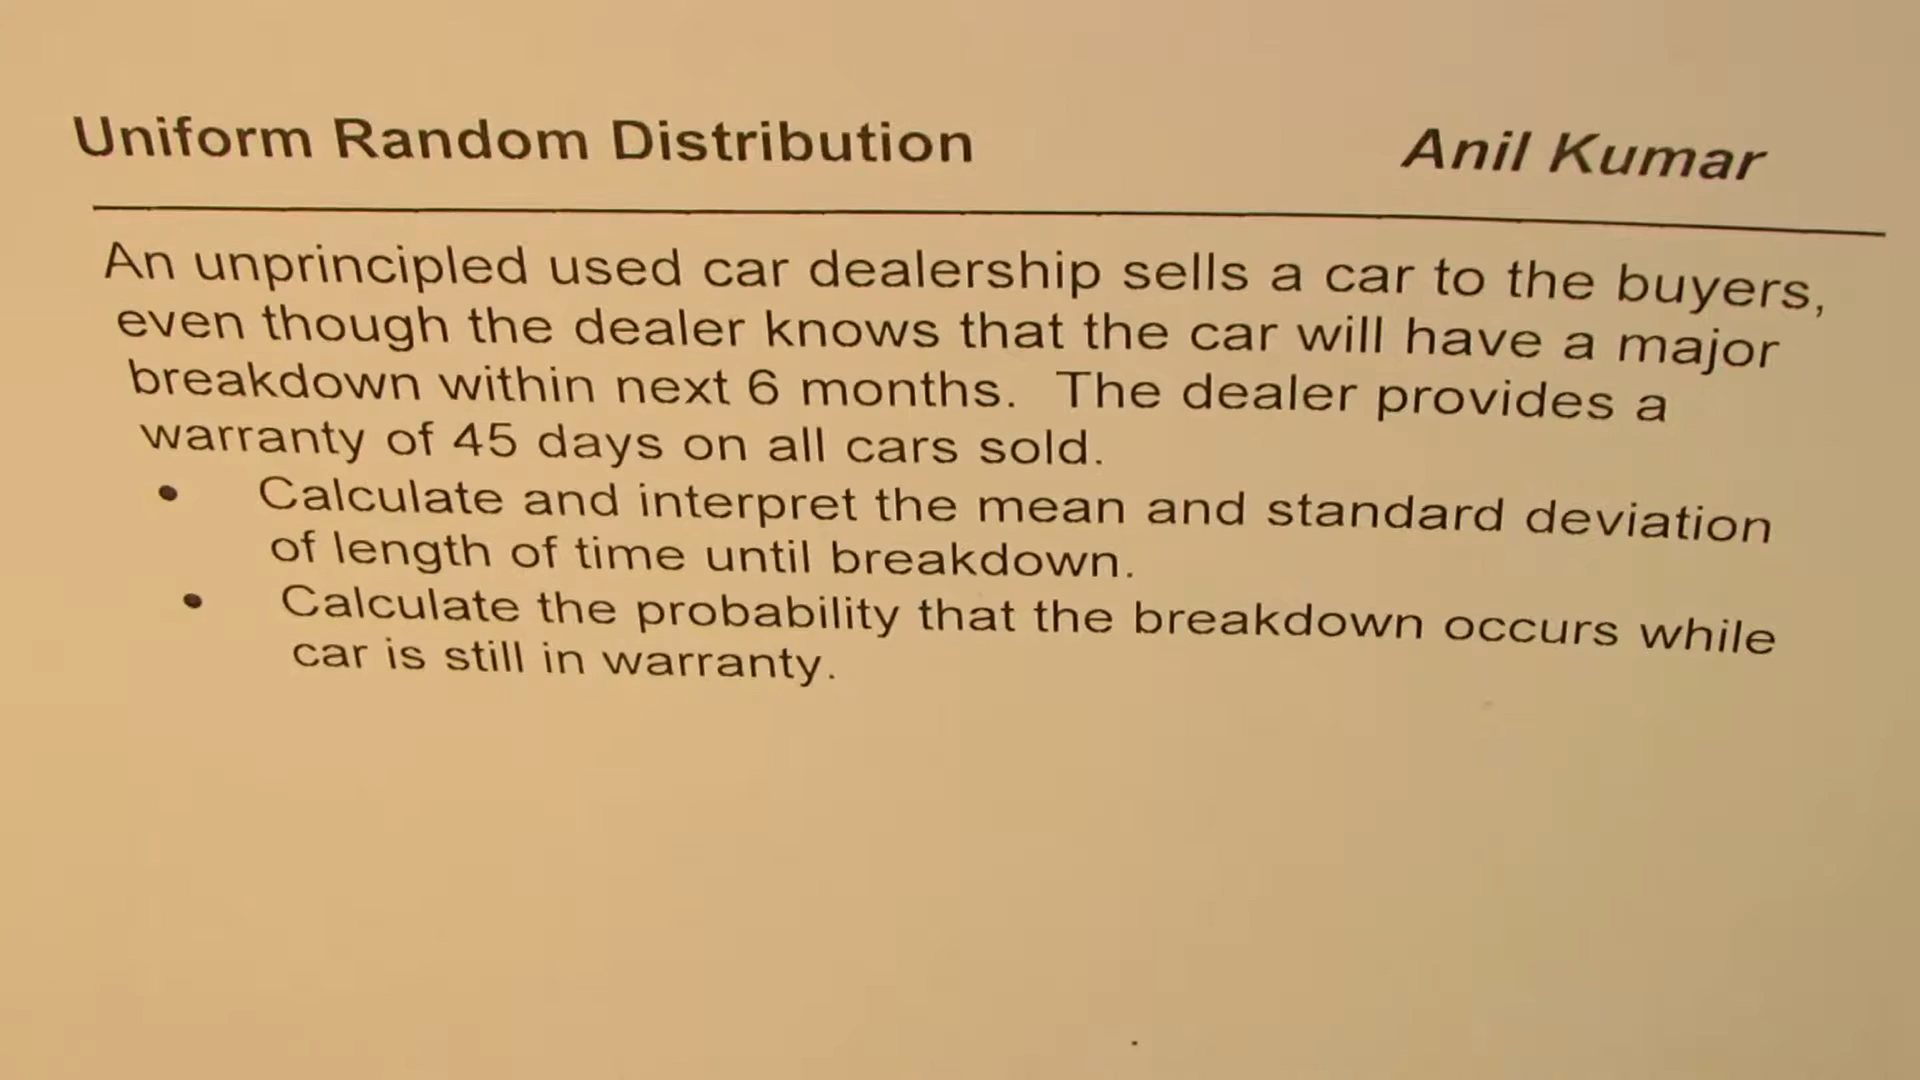 Uniform Random Distribution Anil Kumar
An unprincipled used car dealership sells a car to the buyers,
even though the dealer knows that the car will have a major
breakdown within next 6 months. The dealer provides a
warranty of 45 days on all cars sold.
• Calculate and interpret the mean and standard deviation
of length of time until breakdown.
• Calculate the probability that the breakdown occurs while
car is still in warranty.